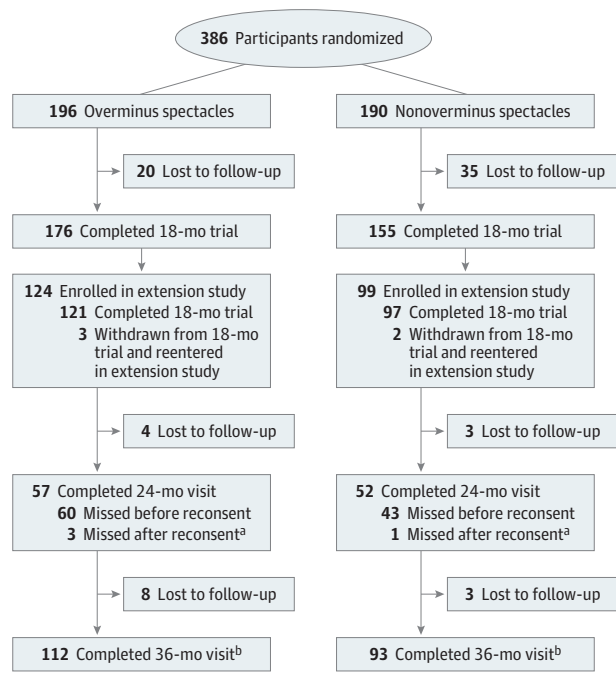 386 Participants randomized
196 Overminus spectacles
190 Nonoverminus spectacles
20 Lost to follow-up
35 Lost to follow-up
176 Completed 18-mo trial
155 Completed 18-mo trial
124 Enrolled in extension study
121 Completed 18-mo trial
3 Withdrawn from 18-mo
trial and reentered
in extension study
99 Enrolled in extension study
97 Completed 18-mo trial
2 Withdrawn from 18-mo
trial and reentered
in extension study
4 Lost to follow-up
3 Lost to follow-up
57 Completed 24-mo visit
60 Missed before reconsent
3 Missed after reconsentᵃ
52 Completed 24-mo visit
43 Missed before reconsent
1 Missed after reconsentᵃ
8 Lost to follow-up
3 Lost to follow-up
112 Completed 36-mo visitᵇ
93 Completed 36-mo visitᵇ